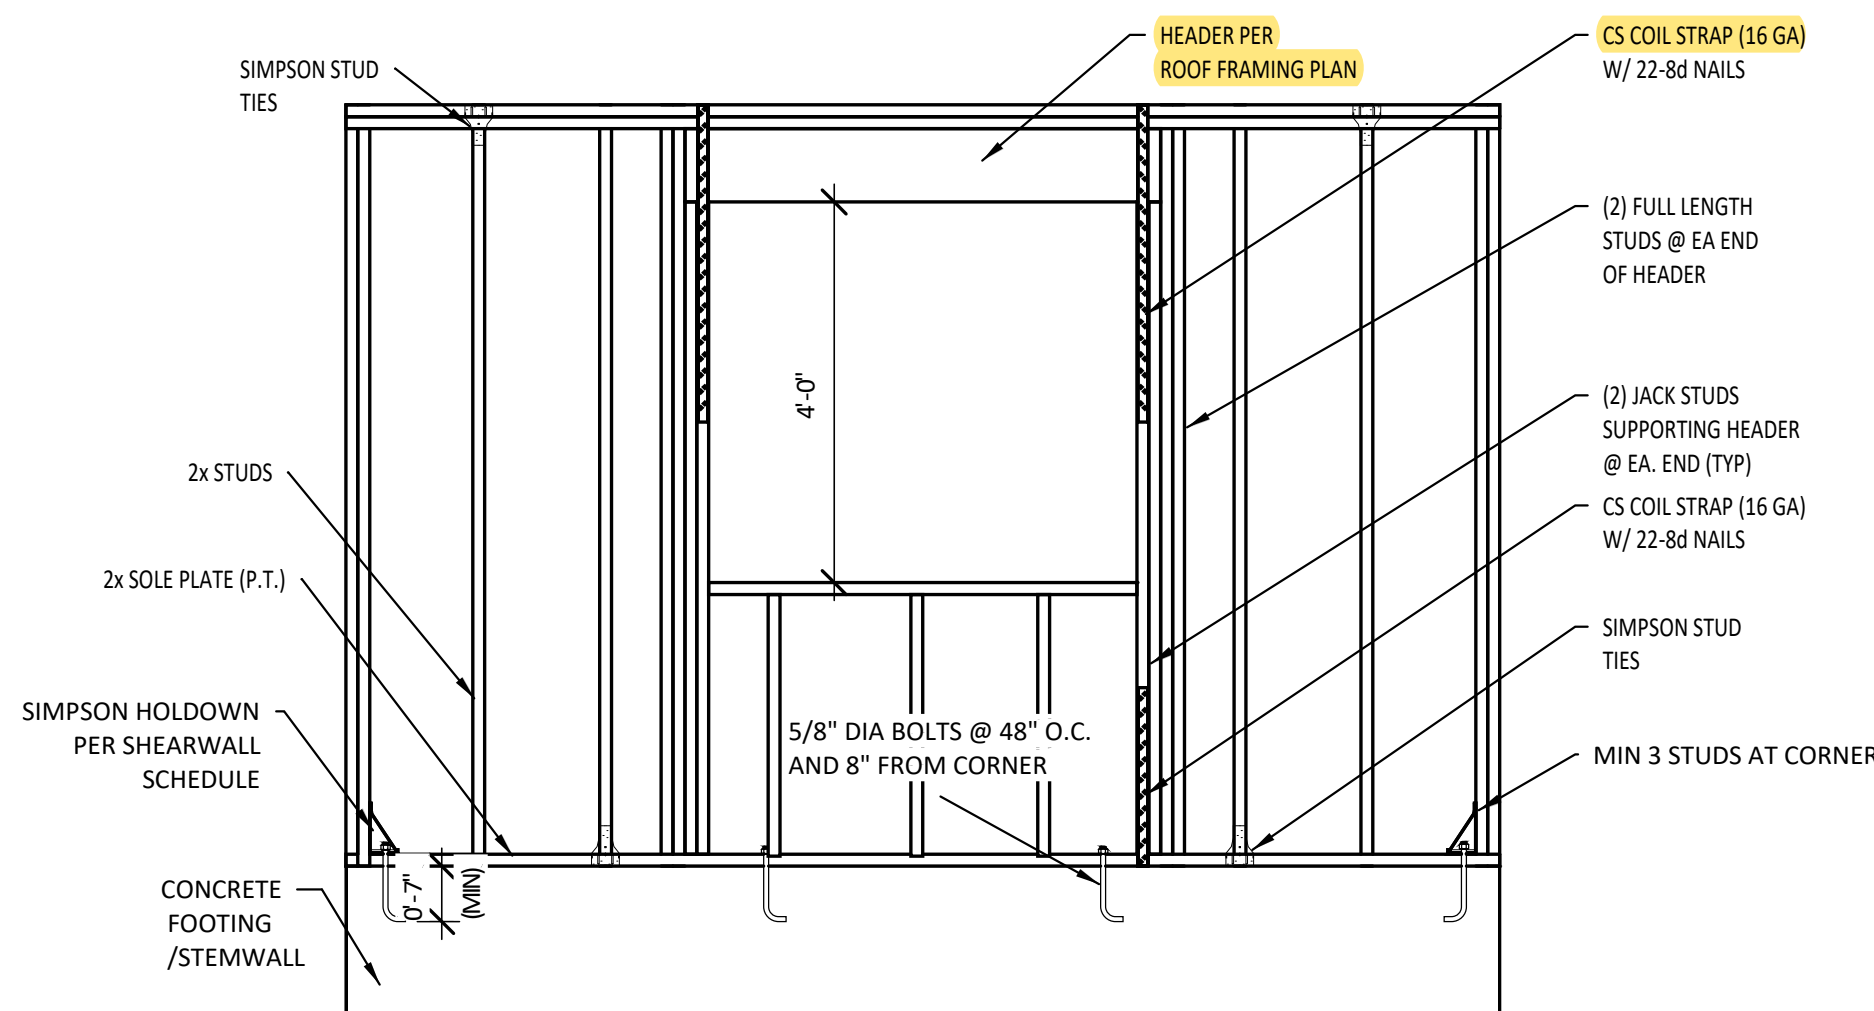 SIMPSON STUD
TIES
HEADER PER
ROOF FRAMING PLAN
CS COIL STRAP (16 GA)
W/ 22-8d NAILS
(2) FULL LENGTH
STUDS @ EA END
OF HEADER
4'-0"
(2) JACK STUDS
SUPPORTING HEADER
@ EA. END (TYP)
2x STUDS
CS COIL STRAP (16 GA)
W/ 22-8d NAILS
2x SOLE PLATE (P.T.)
SIMPSON STUD
TIES
SIMPSON HOLDOWN
PER SHEARWALL
SCHEDULE
5/8" DIA BOLTS @ 48" O.C.
AND 8" FROM CORNER
MIN 3 STUDS AT CORNER
0'-7"
(MIN)
CONCRETE
FOOTING
/STEMWALL